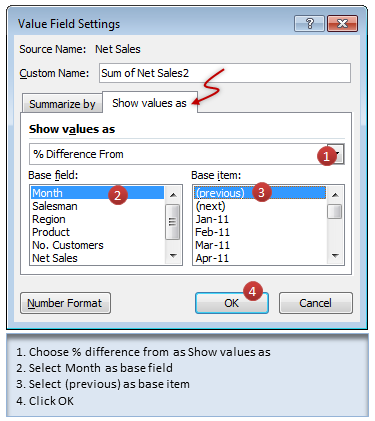 Value Field Settings
Source Name: Net Sales
Custom Name: Sum of Net Sales2
Summarize by Show values as
Show values as
% Difference From 1
Base field: Base item:
Month 2 (previous) 3
Salesman (next)
Region Jan-11
Product Feb-11
No. Customers Mar-11
Net Sales Apr-11
4
Number Format OK Cancel
1. Choose % difference from as Show values as
2. Select Month as base field
3. Select (previous) as base item
4. Click OK